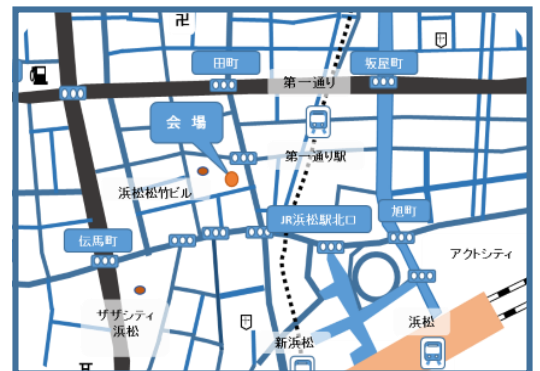 田町
板屋町
第一通り
会 場
第一通り駅
浜松松竹ビル
JR浜松駅北口
旭町
伝馬町
アクトシティ
ザザシティ
浜松
新浜松
浜松